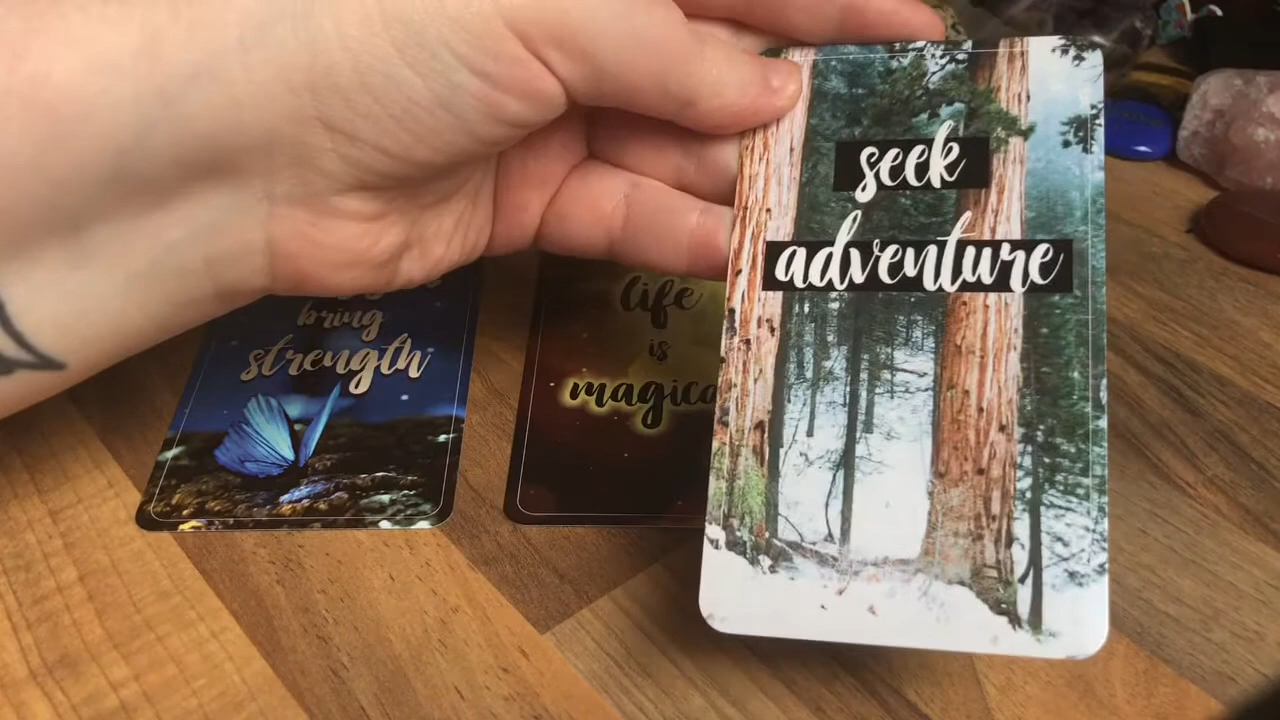 bring
strength
life
is
seek
adventure